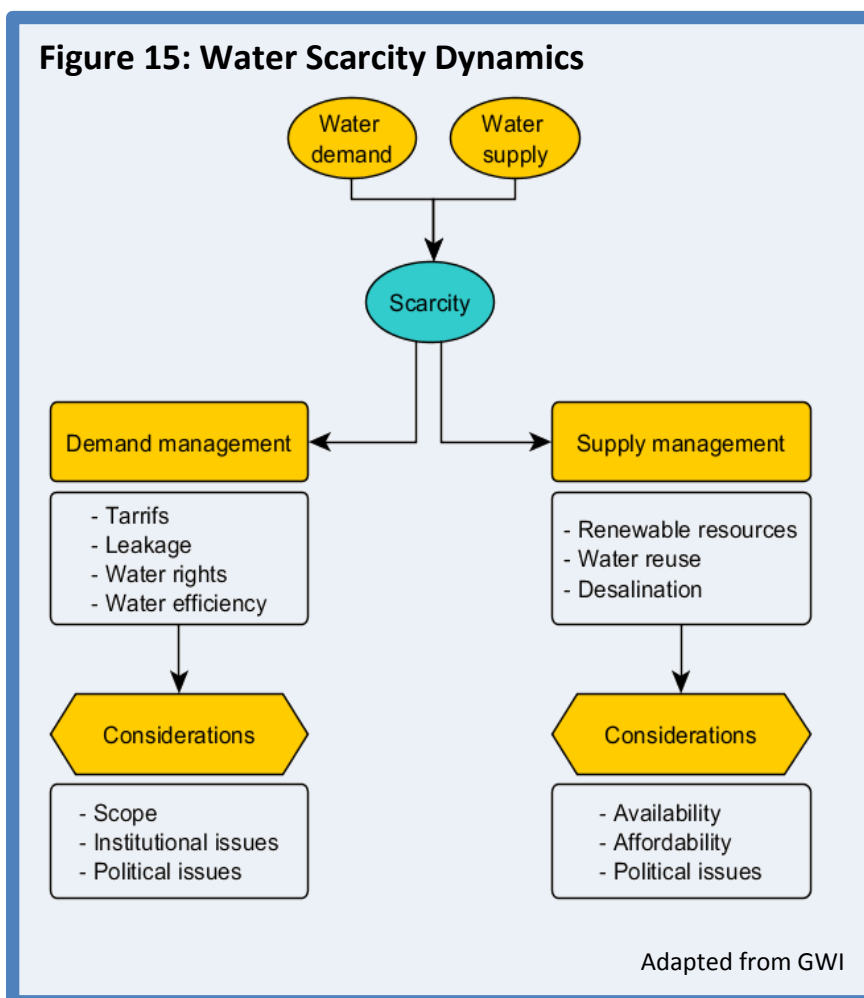 Figure 15: Water Scarcity Dynamics
Water
demand
Water
supply
Scarcity
Demand management
- Tarrifs
- Leakage
- Water rights
- Water efficiency
Considerations
- Scope
- Institutional issues
- Political issues
Supply management
- Renewable resources
- Water reuse
- Desalination
Considerations
- Availability
- Affordability
- Political issues
Adapted from GWI